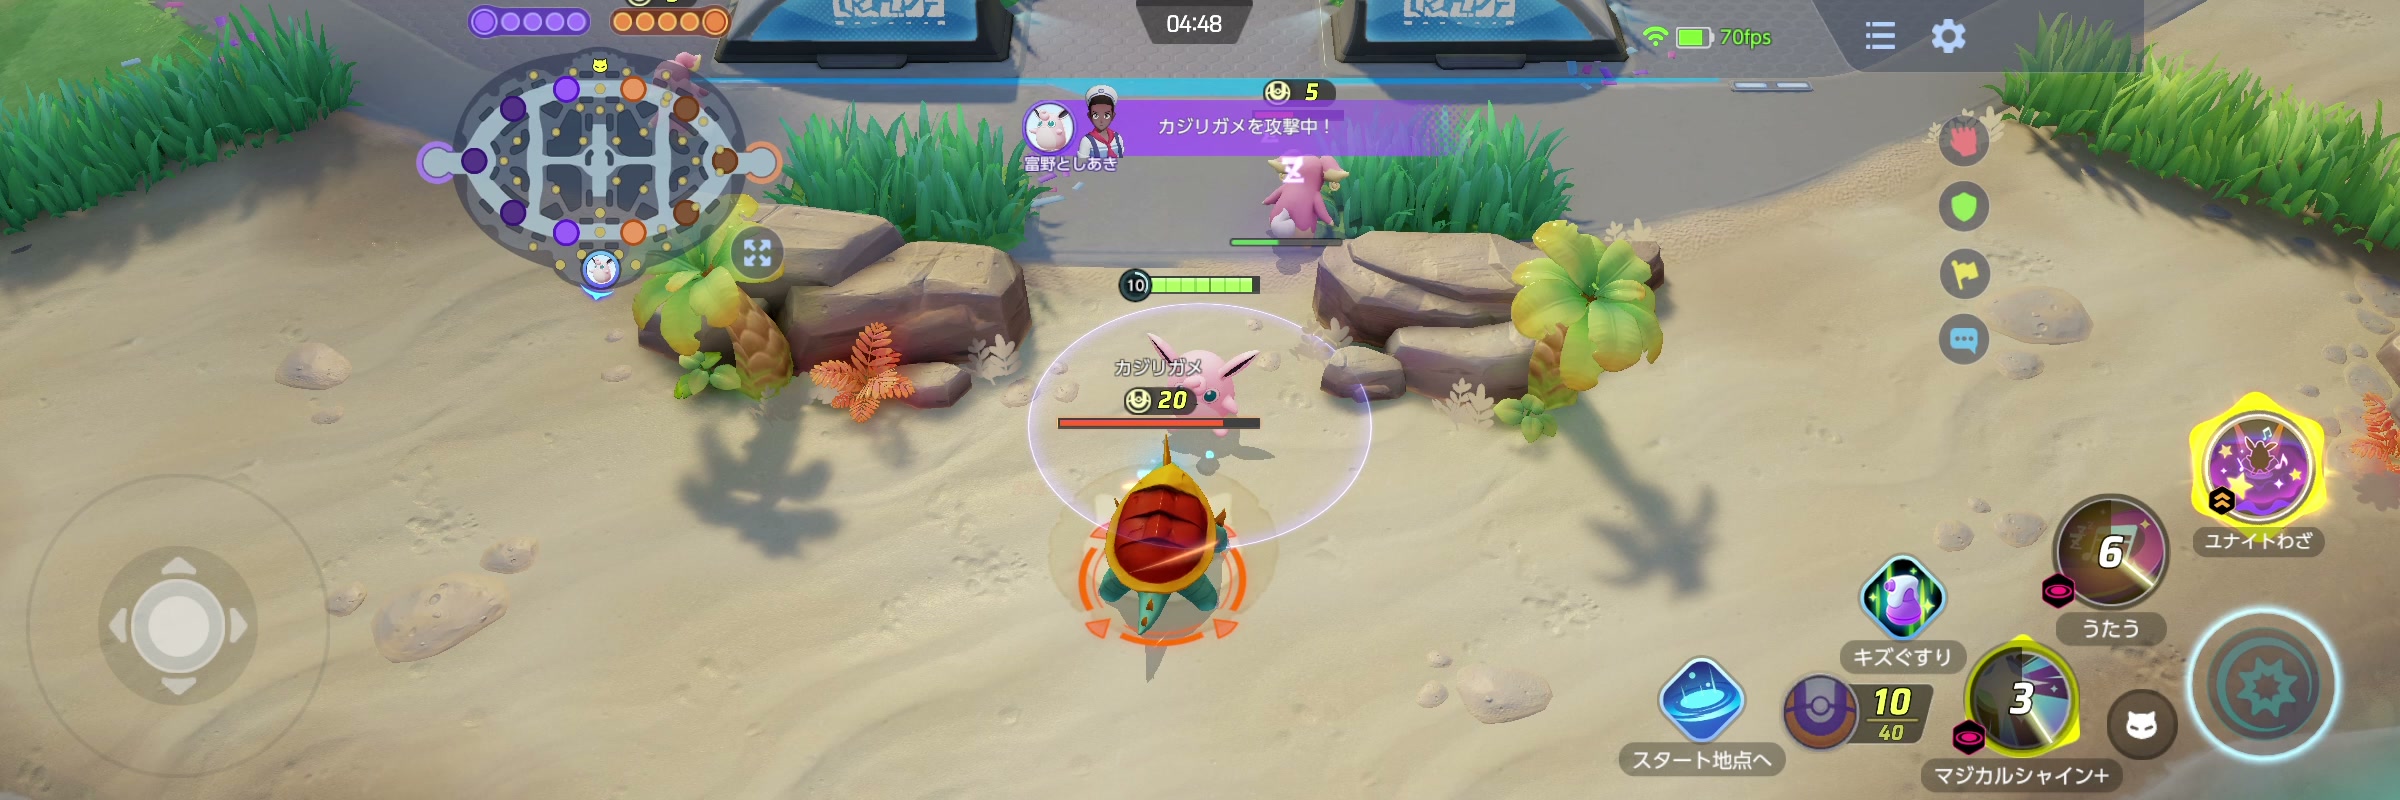 04:48
70fps
5
カジリガメを攻撃中！
富野としあき
Z
10
カジリガメ
20
ユナイトわざ
6
うたう
キズぐすり
3
10
40
スタート地点へ
マジカルシャイン+